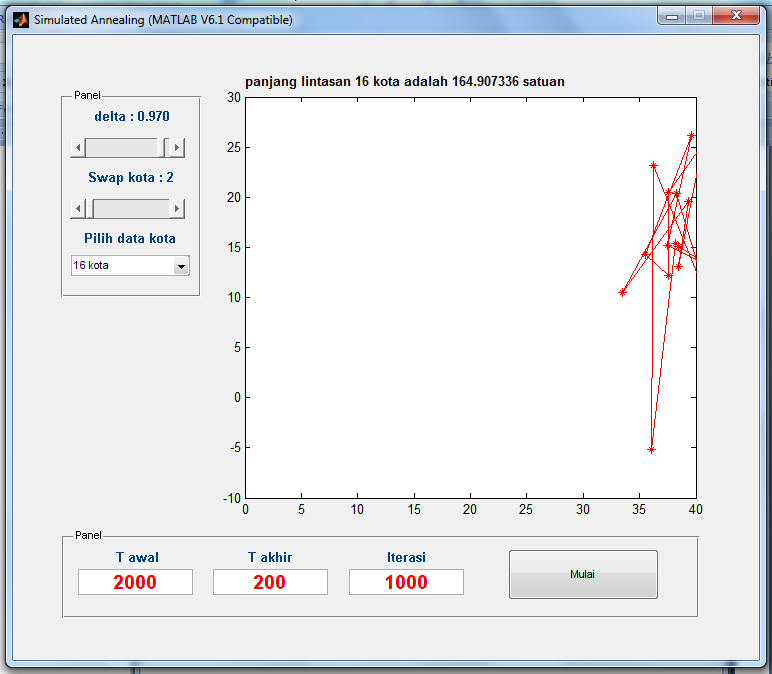 Simulated Annealing (MATLAB V6.1 Compatible)
panjang lintasan 16 kota adalah 164.907336 satuan
Panel
delta : 0.970
Swap kota : 2
Pilih data kota
16 kota
30
25
20
15
10
5
0
-5
-10
0 5 10 15 20 25 30 35 40
Panel
T awal T akhir Iterasi
2000 200 1000
Mulai